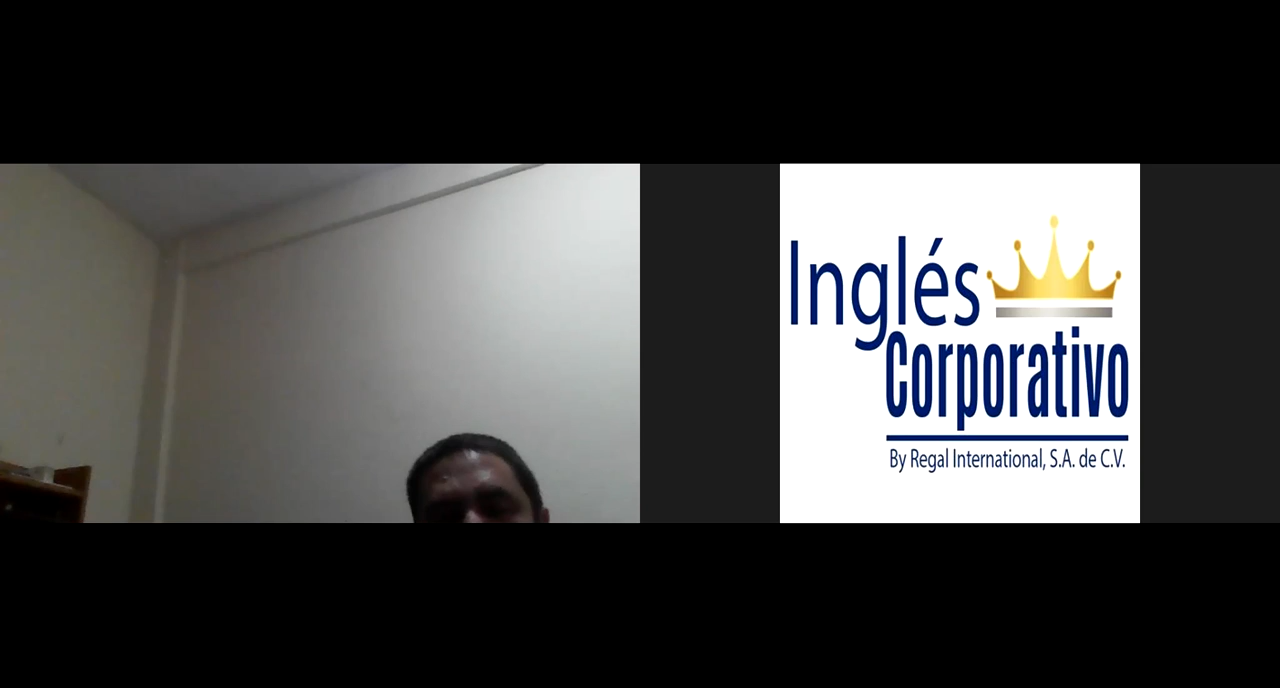 Inglés
Corporativo
By Regal International, S.A. de C.V.